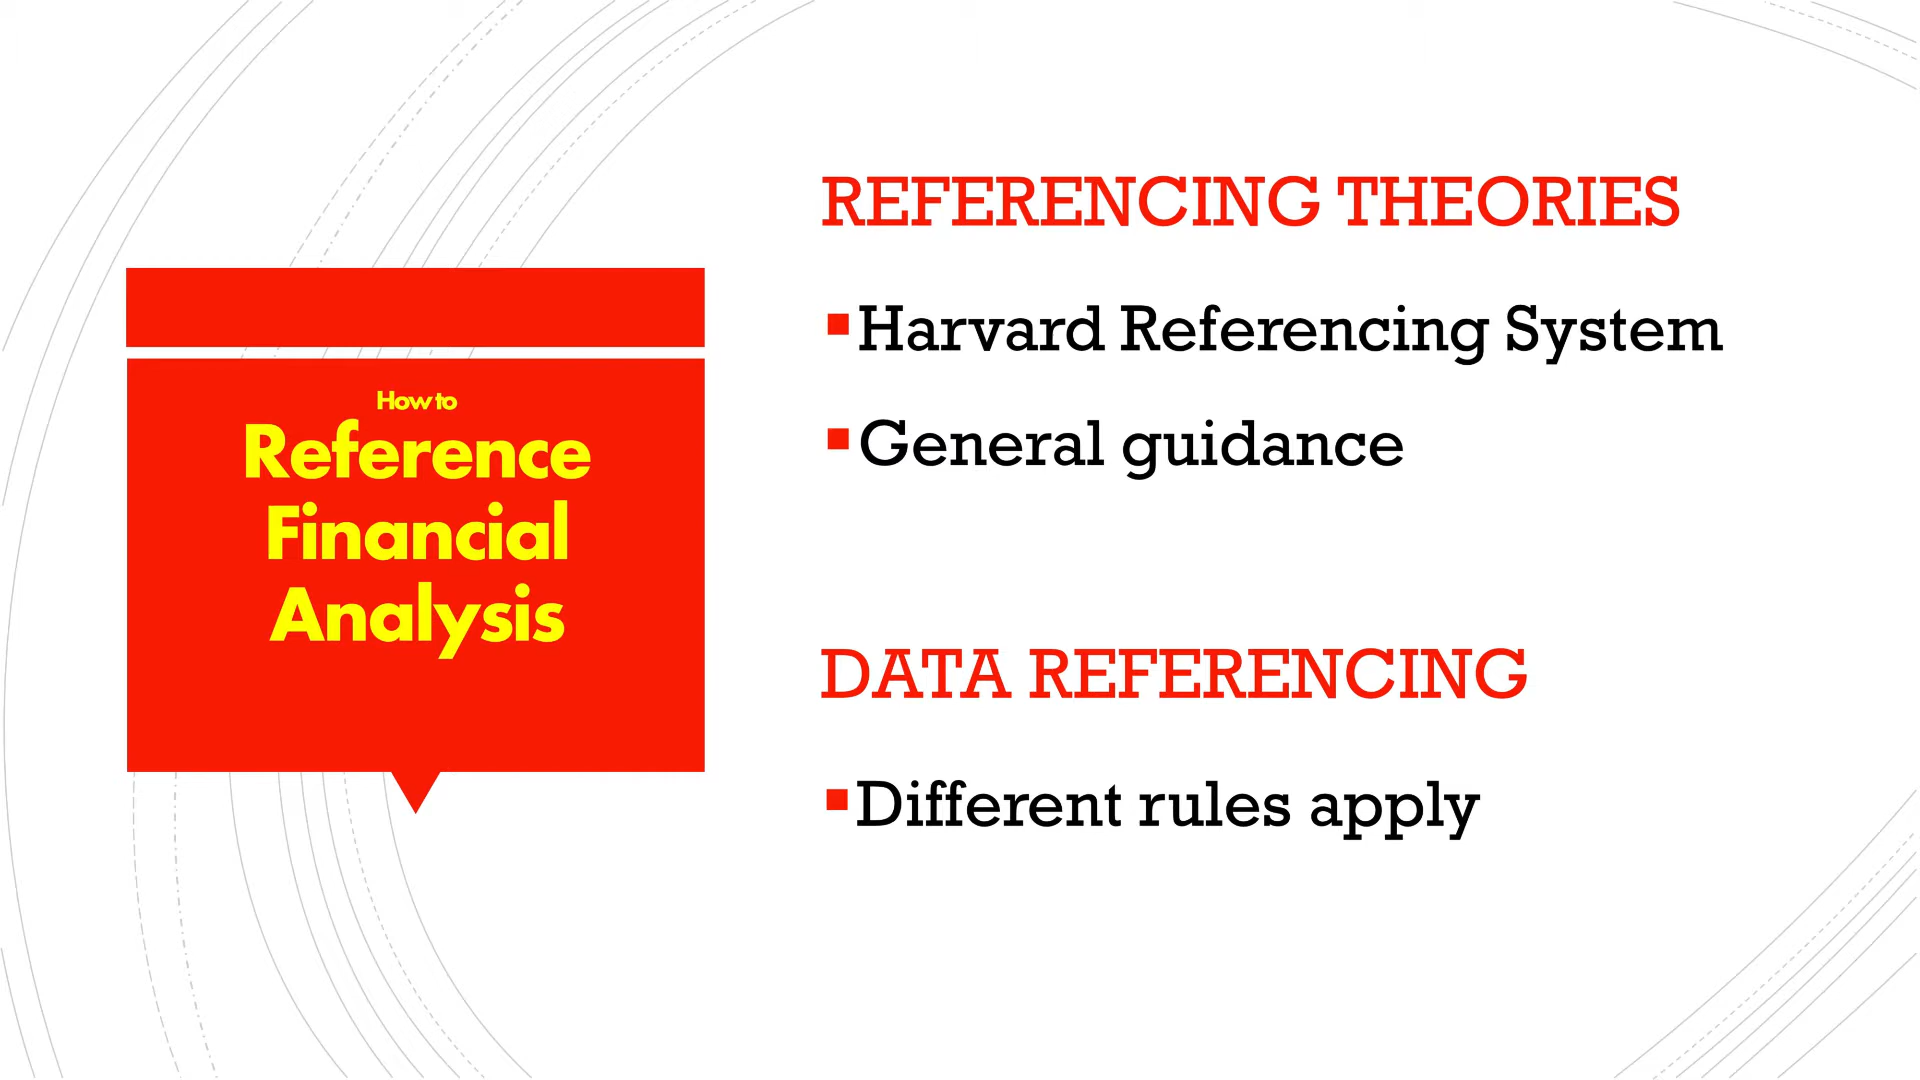 How to
Reference
Financial
Analysis
REFERENCING THEORIES
Harvard Referencing System
General guidance
DATA REFERENCING
Different rules apply